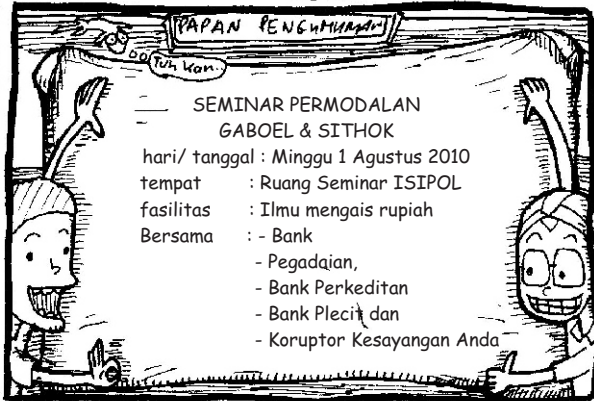 PAPAN PENGUMUMAN
Tuh kan..
SEMINAR PERMODALAN
GABOEL & SITHOK
hari/ tanggal : Minggu 1 Agustus 2010
tempat : Ruang Seminar ISIPOL
fasilitas : Ilmu mengais rupiah
Bersama : - Bank
- Pegadaian,
- Bank Perkeditan
- Bank Plecit dan
- Koruptor Kesayangan Anda